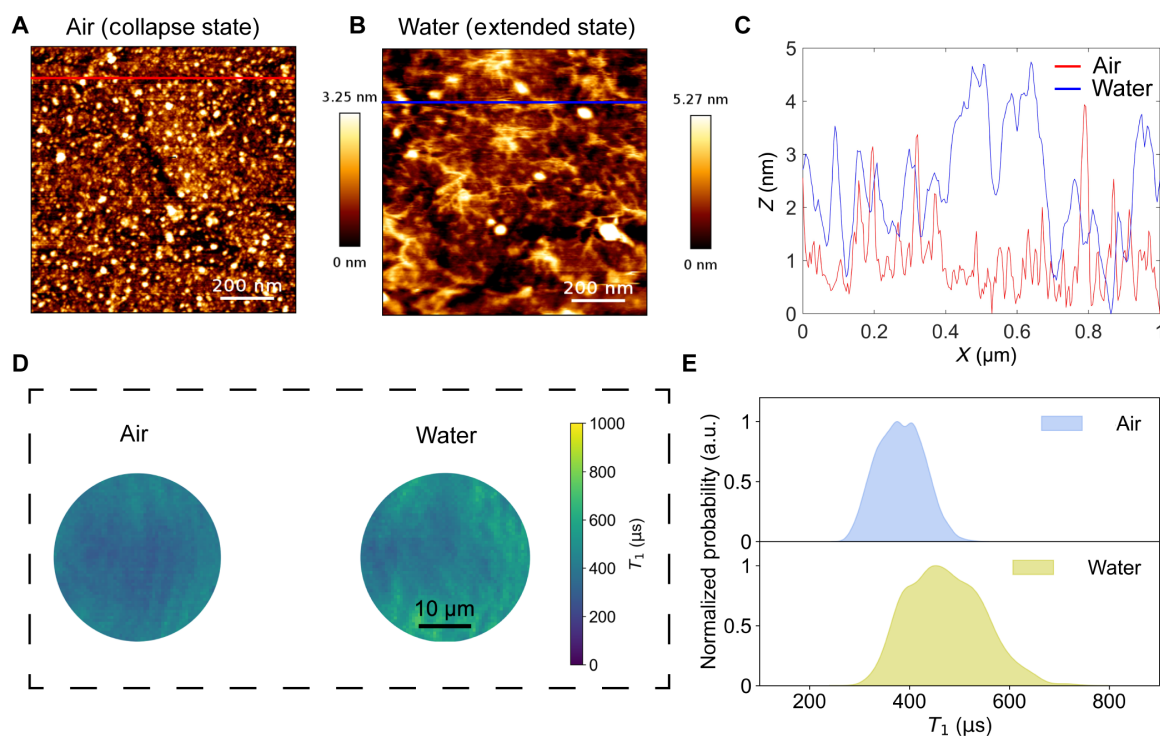 A Air (collapse state)
3.25 nm
0 nm
200 nm
B Water (extended state)
5.27 nm
0 nm
200 nm
C
Air
Water
5
4
3
2
1
0
Z (nm)
0 0.2 0.4 0.6 0.8 1
X (μm)
D
Air
Water
10 μm
1000
800
600
400
200
0
T1 (μs)
E
Normalized probability (a.u.)
1
0.5
0
Air
1
0.5
0
Water
200 400 600 800
T1 (μs)